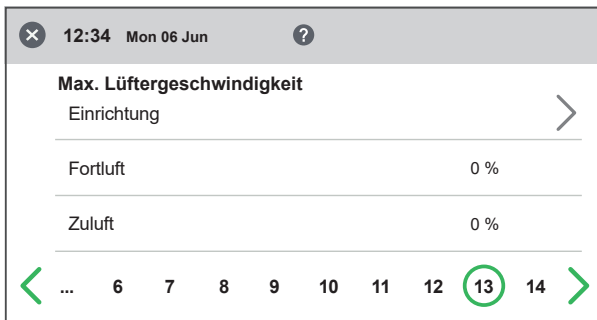 12:34 Mon 06 Jun ?
Max. Lüftergeschwindigkeit
Einrichtung
Fortluft 0 %
Zuluft 0 %
... 6 7 8 9 10 11 12 13 14